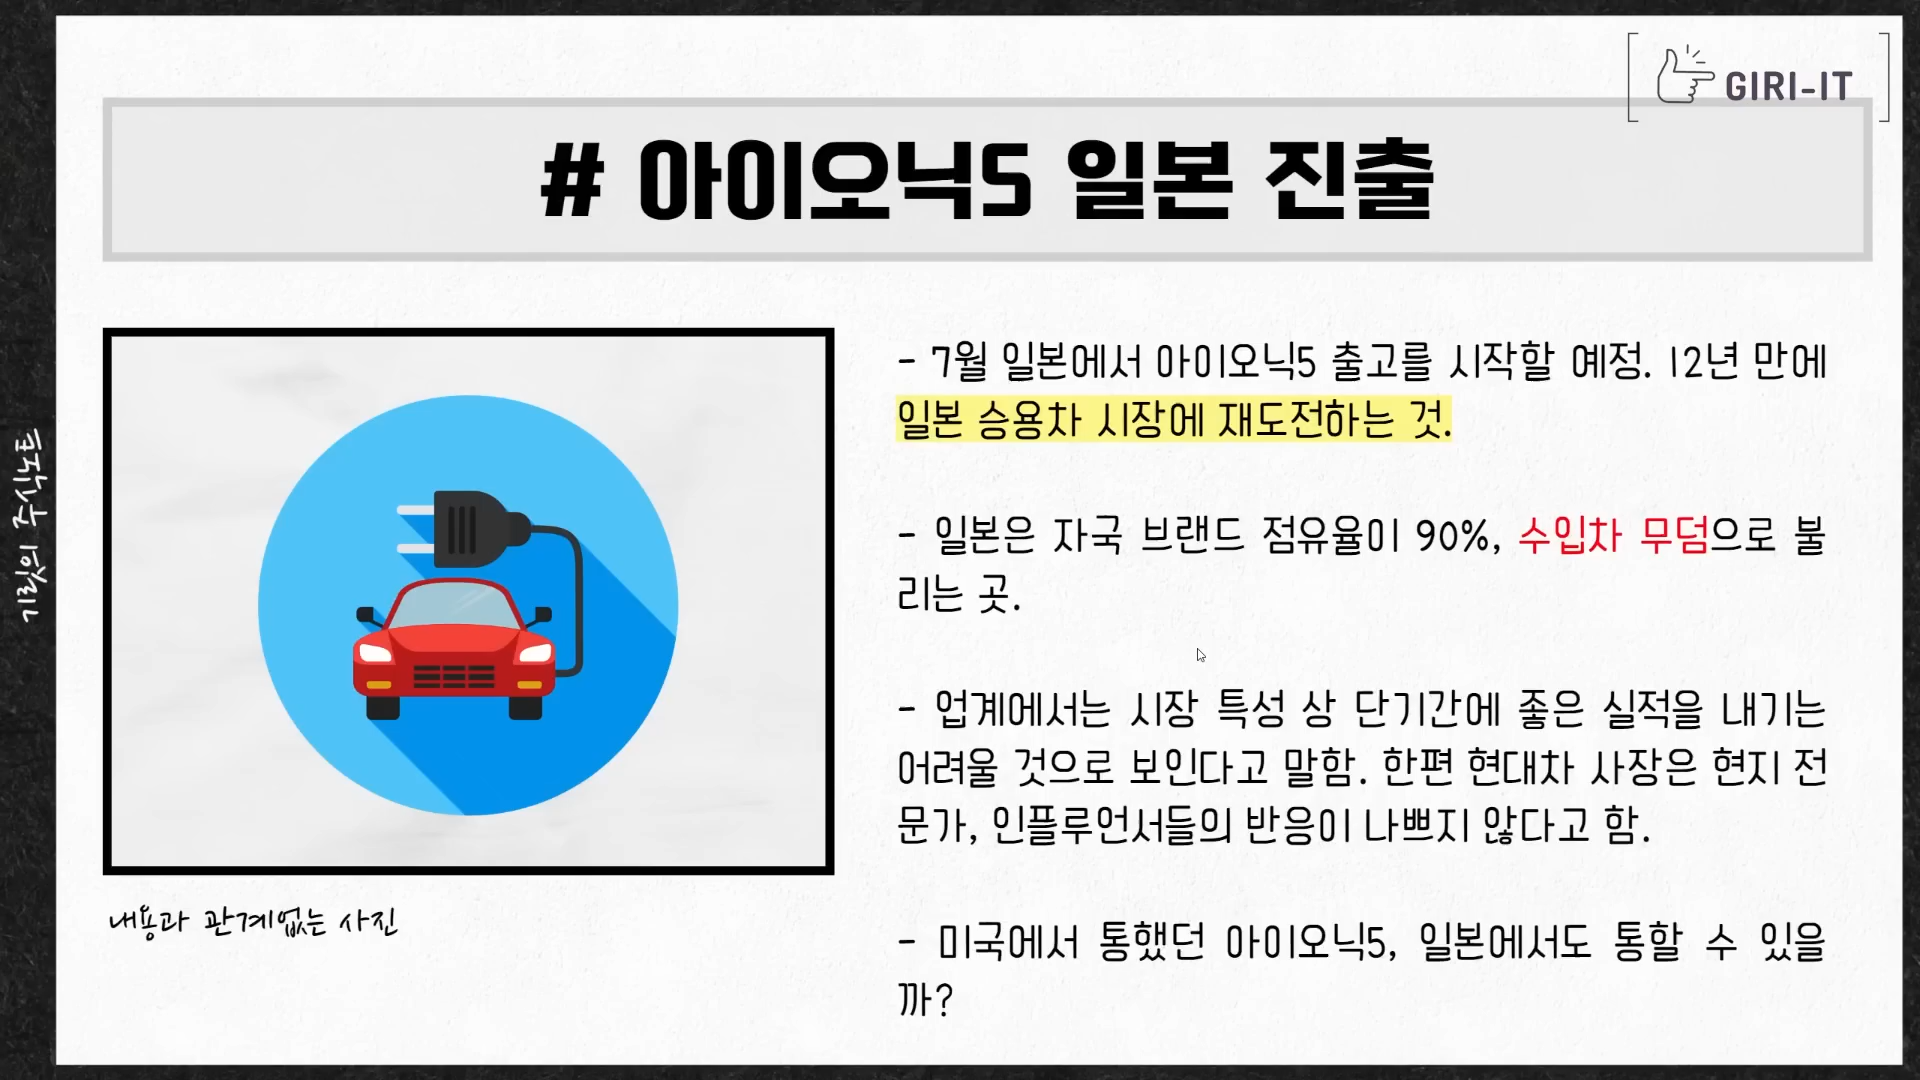 GIRI-IT
# 아이오닉5 일본 진출
- 7월 일본에서 아이오닉5 출고를 시작할 예정. 12년 만에
일본 승용차 시장에 재도전하는 것.
- 일본은 자국 브랜드 점유율이 90%, 수입차 무덤으로 불
리는 곳.
- 업계에서는 시장 특성 상 단기간에 좋은 실적을 내기는
어려울 것으로 보인다고 말함. 한편 현대차 사장은 현지 전
문가, 인플루언서들의 반응이 나쁘지 않다고 함.
- 미국에서 통했던 아이오닉5, 일본에서도 통할 수 있을
까?
내용과 관계없는 사진
기릿의 주식노트